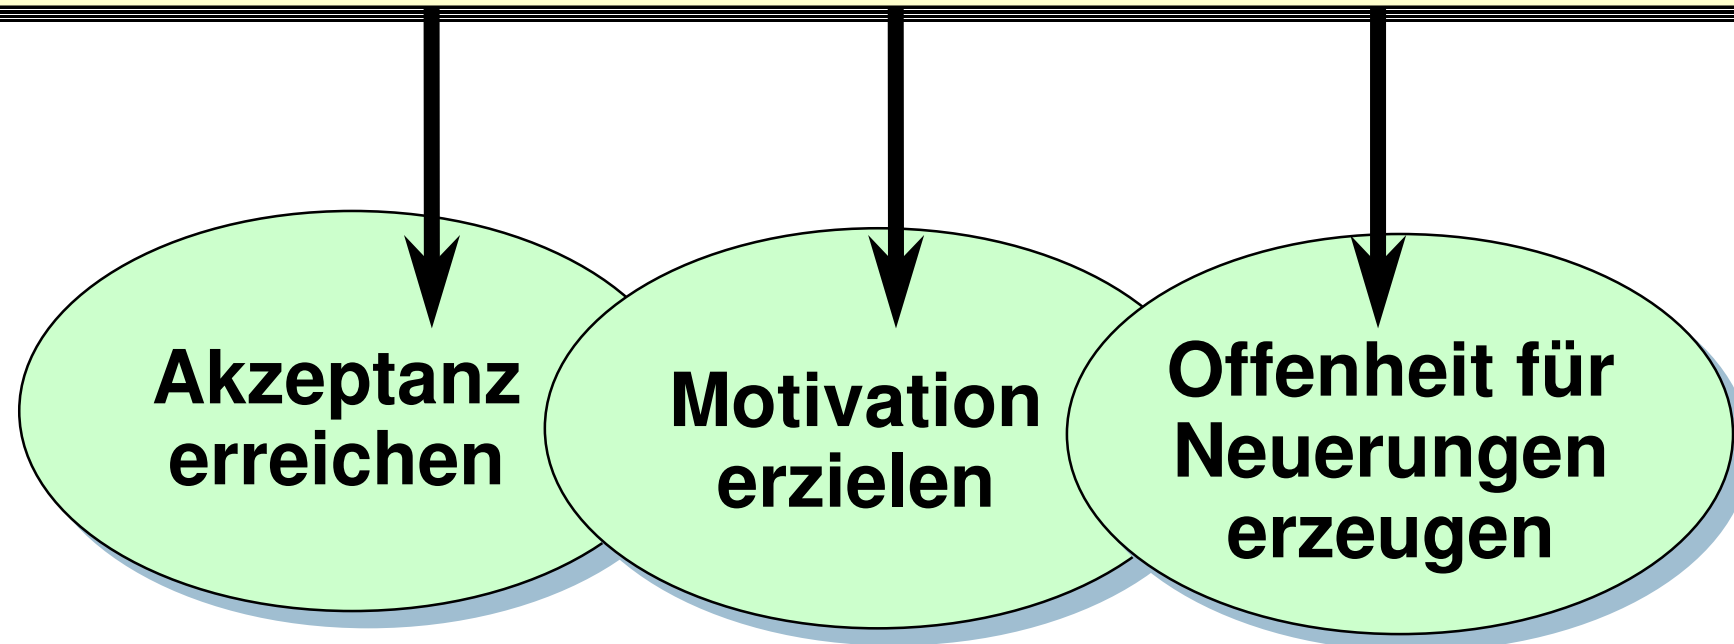 Akzeptanz
erreichen
Motivation
erzielen
Offenheit für
Neuerungen
erzeugen